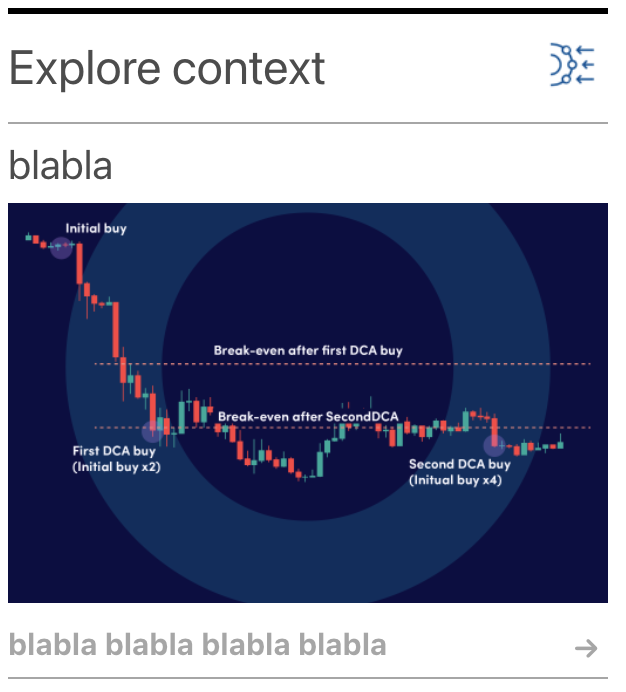 Explore context
blabla
Initial buy
Break-even after first DCA buy
Break-even after SecondDCA
First DCA buy
(Initial buy x2)
Second DCA buy
(Initual buy x4)
blabla blabla blabla blabla